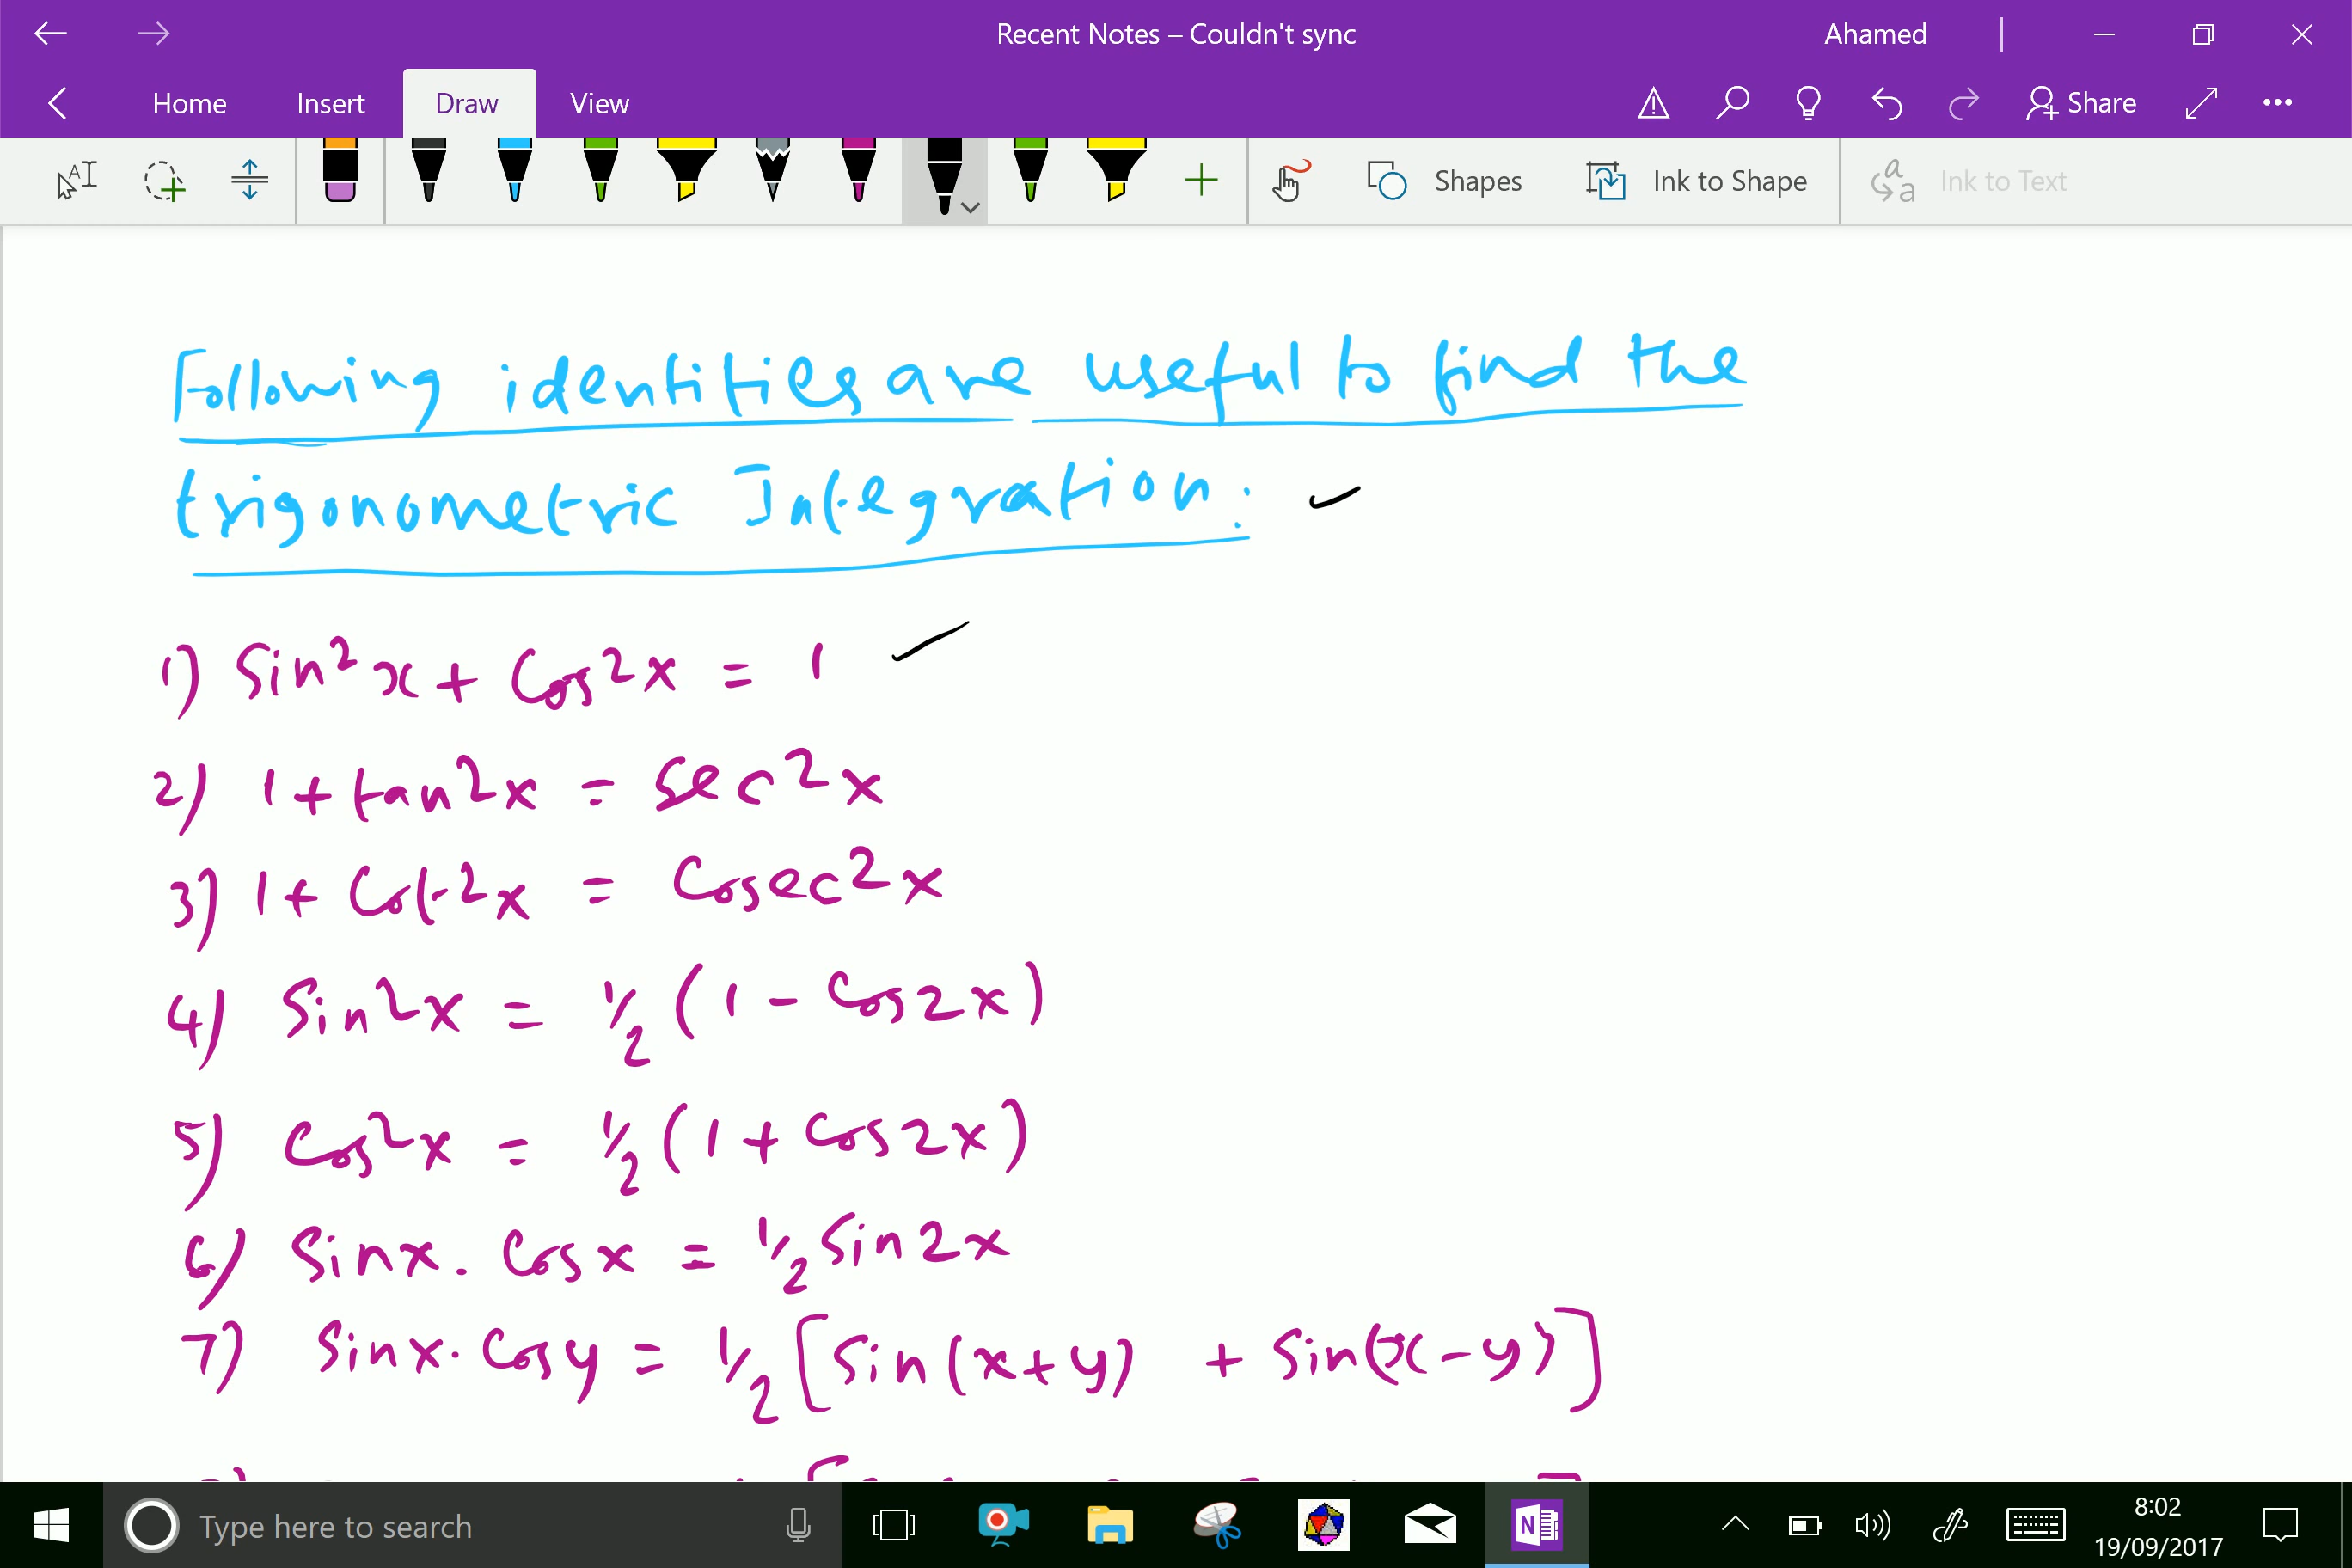 Recent Notes – Couldn't sync
Ahamed
Home Insert Draw View
Share
Shapes Ink to Shape Ink to Text
Following identities are useful to find the
trigonometric Integration:
1) Sin²x + Cos²x = 1
2) 1 + tan²x = sec²x
3) 1 + Cot²x = Cosec²x
4) Sin²x = 1/2 (1 - Cos2x)
5) Cos²x = 1/2 (1 + Cos2x)
6) Sinx . Cosx = 1/2 Sin2x
7) Sinx . Cosy = 1/2 [Sin(x+y) + Sin(x-y)]
Type here to search
8:02
19/09/2017